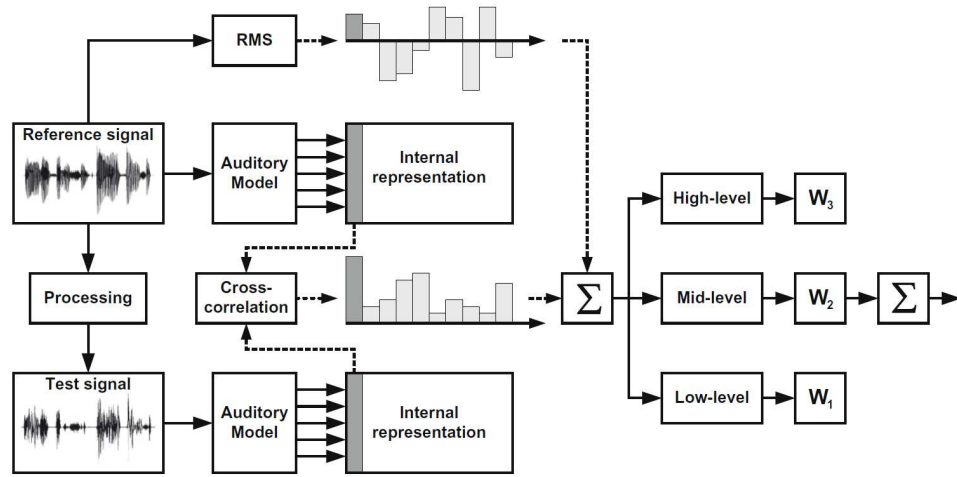 RMS
Reference signal
Auditory
Model
Internal
representation
High-level
W3
Processing
Cross-
correlation
Σ
Mid-level
W2
Σ
Test signal
Auditory
Model
Internal
representation
Low-level
W1